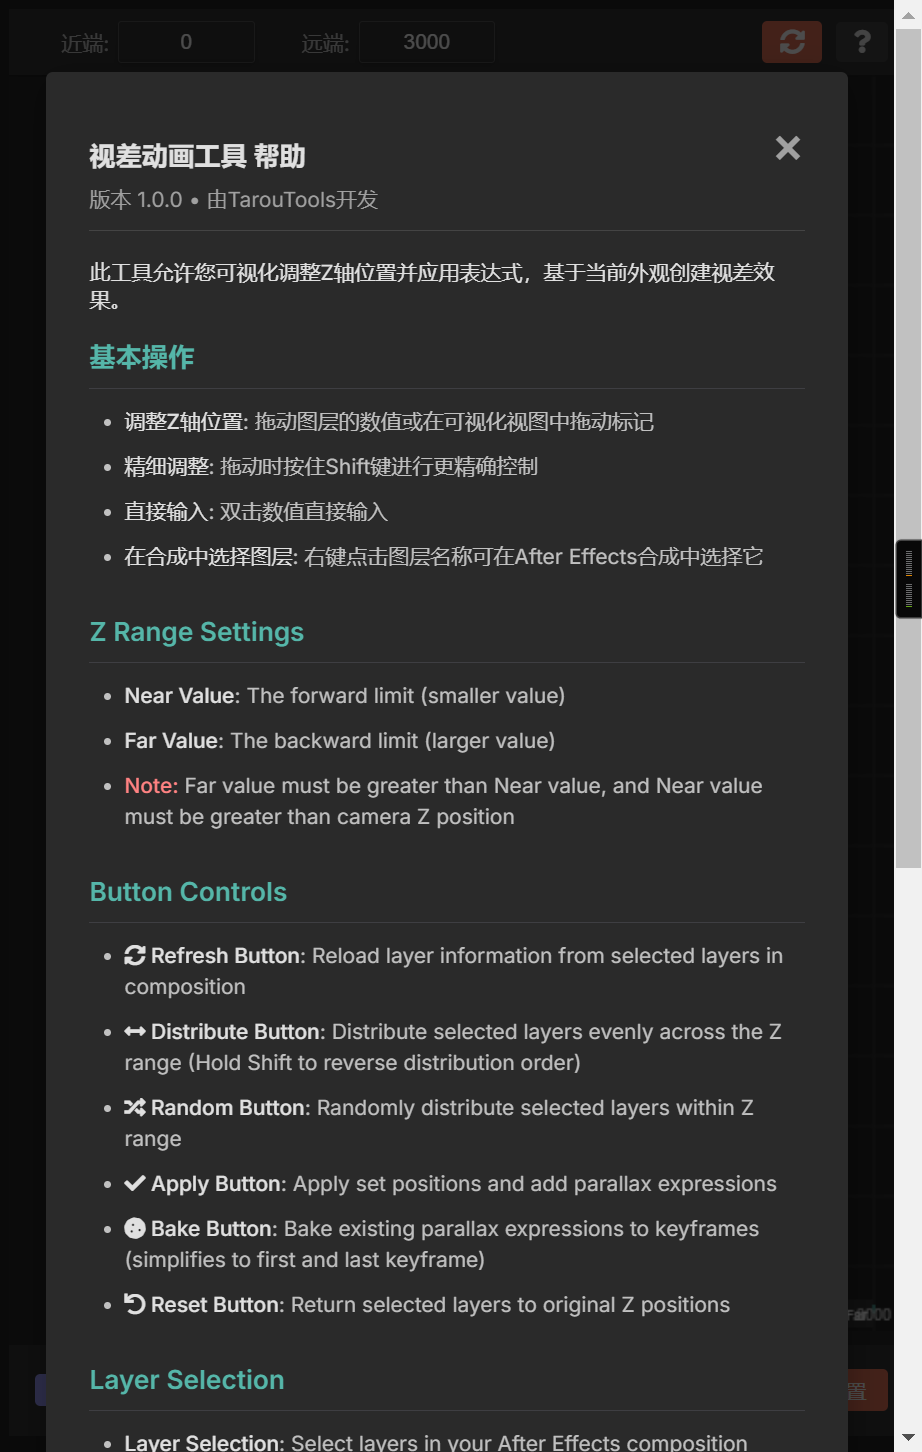 近端: 0 远端: 3000 ?
视差动画工具 帮助
版本 1.0.0 • 由TarouTools开发
此工具允许您可视化调整Z轴位置并应用表达式，基于当前外观创建视差效
果。
基本操作
• 调整Z轴位置: 拖动图层的数值或在可视化视图中拖动标记
• 精细调整: 拖动时按住Shift键进行更精确控制
• 直接输入: 双击数值直接输入
• 在合成中选择图层: 右键点击图层名称可在After Effects合成中选择它
Z Range Settings
• Near Value: The forward limit (smaller value)
• Far Value: The backward limit (larger value)
• Note: Far value must be greater than Near value, and Near value
must be greater than camera Z position
Button Controls
• Refresh Button: Reload layer information from selected layers in
composition
• Distribute Button: Distribute selected layers evenly across the Z
range (Hold Shift to reverse distribution order)
• Random Button: Randomly distribute selected layers within Z
range
• Apply Button: Apply set positions and add parallax expressions
• Bake Button: Bake existing parallax expressions to keyframes
(simplifies to first and last keyframe)
• Reset Button: Return selected layers to original Z positions
Layer Selection
置
• Layer Selection: Select layers in your After Effects composition